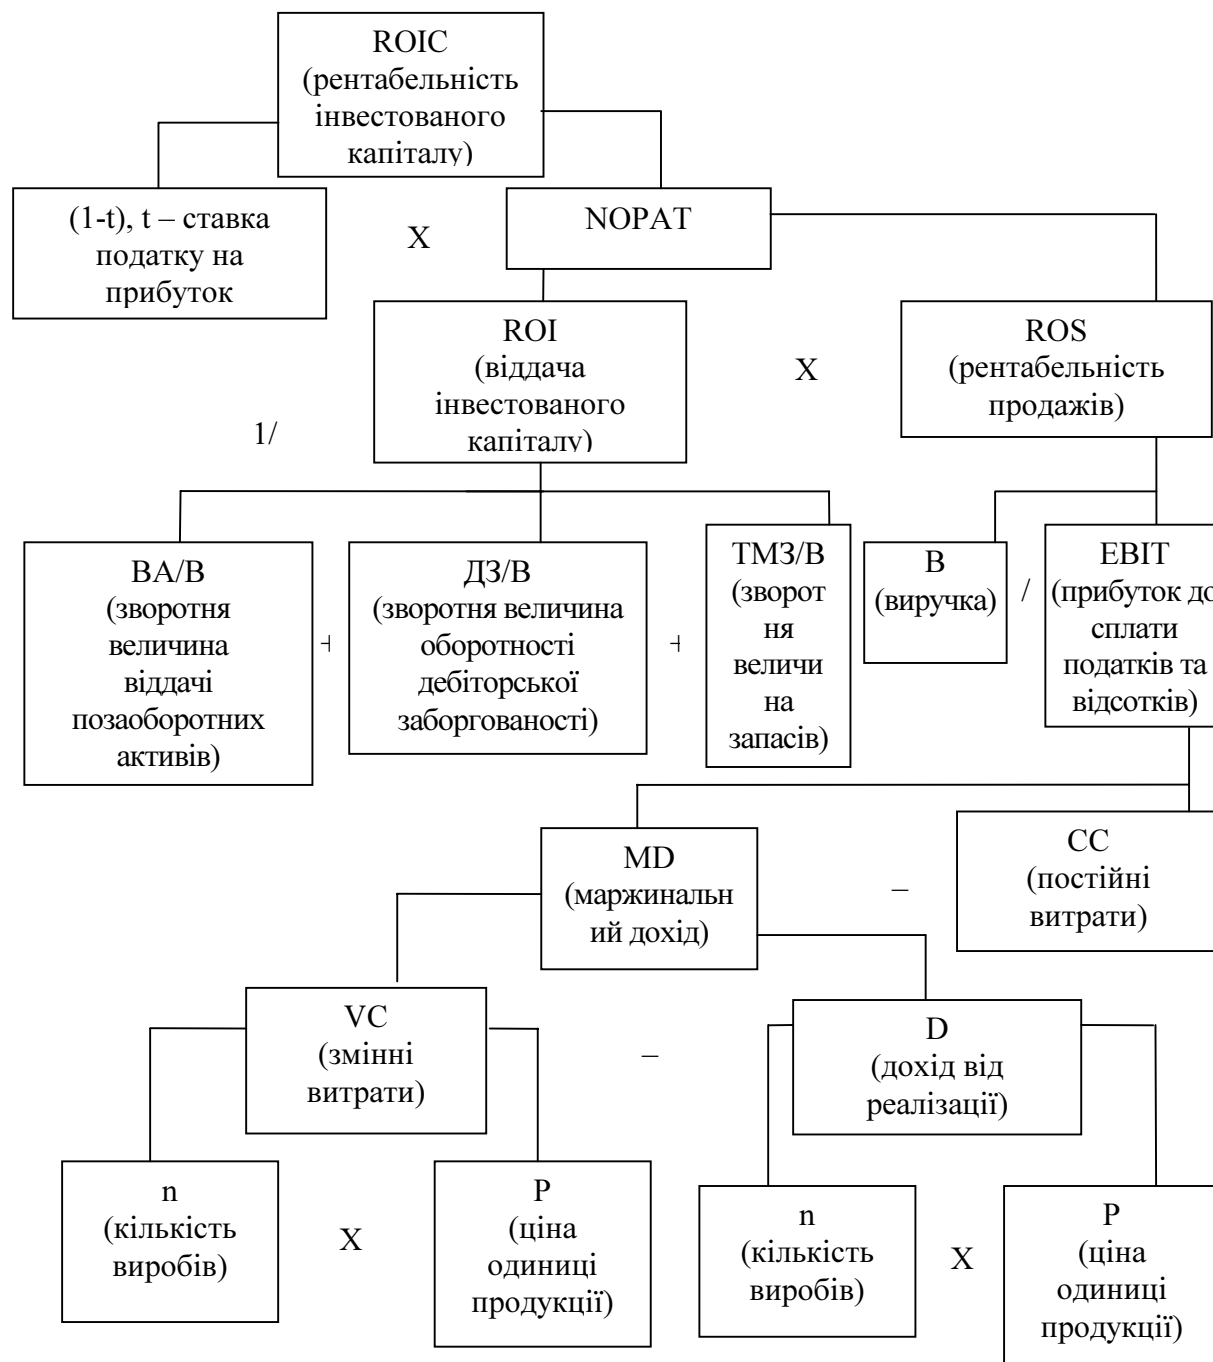 ROIC
(рентабельність
інвестованого
капіталу)
(1-t), t – ставка
податку на
прибуток
X
NOPAT
ROI
(віддача
інвестованого
капіталу)
X
ROS
(рентабельність
продажів)
1/
ВА/В
(зворотня
величина
віддачі
позаоборотних
активів)
+
ДЗ/В
(зворотня величина
оборотності
дебіторської
заборгованості)
+
ТМЗ/В
(зворот
ня
величи
на
запасів)
В
(виручка)
/
EBIT
(прибуток до
сплати
податків та
відсотків)
MD
(маржинальн
ий дохід)
–
СС
(постійні
витрати)
VC
(змінні
витрати)
–
D
(дохід від
реалізації)
n
(кількість
виробів)
X
P
(ціна
одиниці
продукції)
n
(кількість
виробів)
X
P
(ціна
одиниці
продукції)